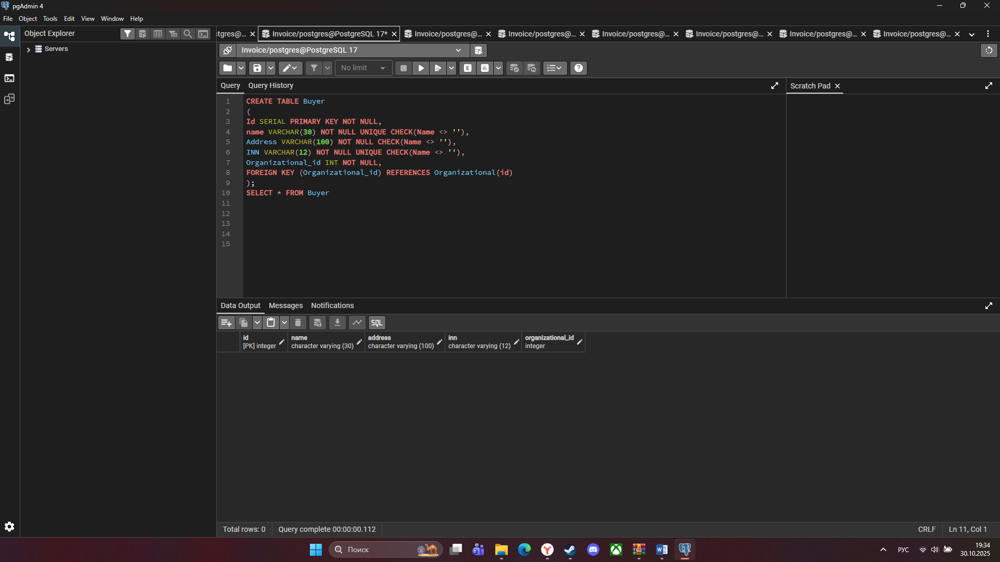 pgAdmin 4
File Object Tools Edit View Window Help
Object Explorer
Servers
stgres@...
Invoice/postgres@PostgreSQL 17*
Invoice/postgres@...
Invoice/postgres@...
Invoice/postgres@...
Invoice/postgres@...
Invoice/postgres@...
Invoice/postgres@...
Invoice/postgres@PostgreSQL 17
No limit
E
Query Query History
Scratch Pad
1 CREATE TABLE Buyer
2 (
3 Id SERIAL PRIMARY KEY NOT NULL,
4 name VARCHAR(30) NOT NULL UNIQUE CHECK(Name <> ''),
5 Address VARCHAR(100) NOT NULL CHECK(Name <> ''),
6 INN VARCHAR(12) NOT NULL UNIQUE CHECK(Name <> ''),
7 Organizational_id INT NOT NULL,
8 FOREIGN KEY (Organizational_id) REFERENCES Organizational(id)
9 );
10 SELECT * FROM Buyer
11
12
13
14
15
Data Output Messages Notifications
SQL
id name address inn organizational_id
[PK] integer character varying (30) character varying (100) character varying (12) integer
Total rows: 0 Query complete 00:00:00.112 CRLF Ln 11, Col 1
Поиск
РУС
19:34
30.10.2025